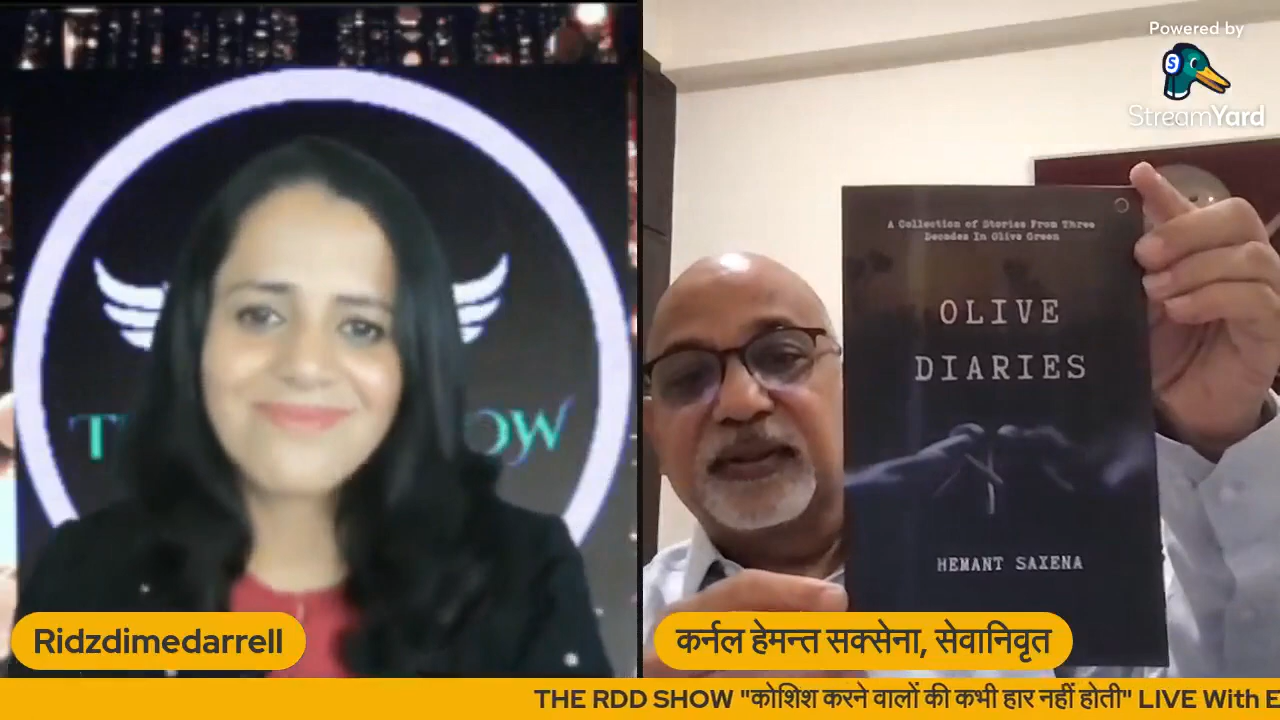 Powered by
StreamYard
A Collection of Stories From Three
Decades In Olive Green
OLIVE
DIARIES
HEMANT SAXENA
Ridzdimedarrell
कर्नल हेमन्त सक्सेना, सेवानिवृत
THE RDD SHOW "कोशिश करने वालों की कभी हार नहीं होती" LIVE With E